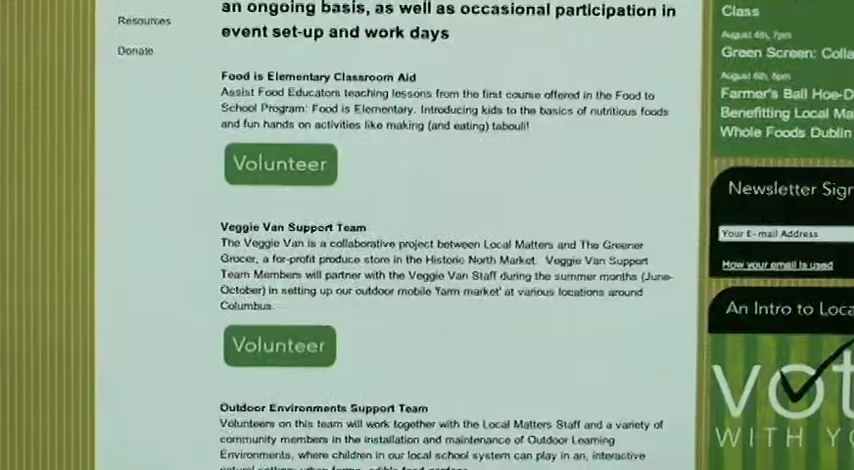 Resources
Donate
an ongoing basis, as well as occasional participation in
event set-up and work days
Food is Elementary Classroom Aid
Assist Food Educators teaching lessons from the first course offered in the Food to
School Program: Food is Elementary. Introducing kids to the basics of nutritious foods
and fun hands on activities like making (and eating) tabouli!
Volunteer
Veggie Van Support Team
The Veggie Van is a collaborative project between Local Matters and The Greener
Grocer, a for-profit produce store in the Historic North Market. Veggie Van Support
Team Members will partner with the Veggie Van Staff during the summer months (June-
October) in setting up our outdoor mobile 'farm market' at various locations around
Columbus.
Volunteer
Outdoor Environments Support Team
Volunteers on this team will work together with the Local Matters Staff and a variety of
community members in the installation and maintenance of Outdoor Learning
Environments, where children in our local school system can play in an, interactive
Class
August 4th, 7pm
Green Screen: Colla
August 6th, 6pm
Farmer's Ball Hoe-D
Benefitting Local Ma
Whole Foods Dublin
Newsletter Sign
Your E-mail Address
How your email is used
An Intro to Loca
vot
WITH YO